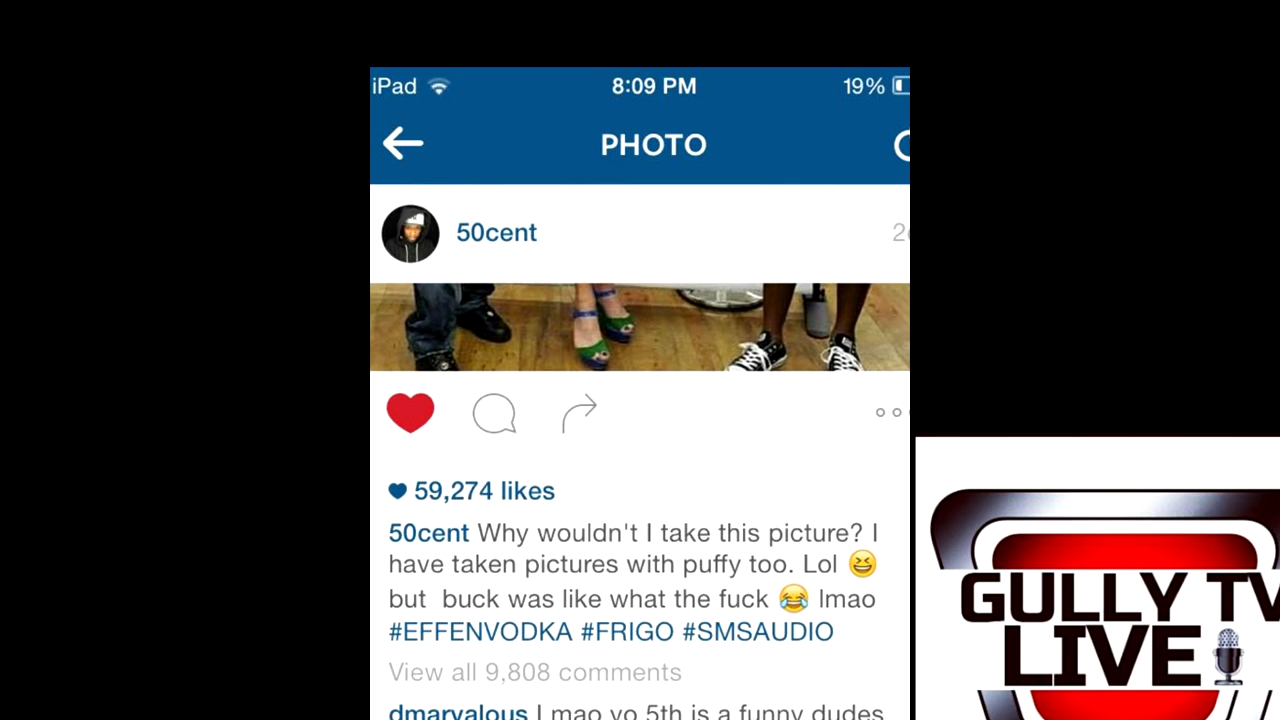 iPad 8:09 PM 19%
PHOTO
50cent
59,274 likes
50cent Why wouldn't I take this picture? I
have taken pictures with puffy too. Lol 😆
but buck was like what the fuck 😂 lmao
#EFFENVODKA #FRIGO #SMSAUDIO
View all 9,808 comments
dmarvalous Lmao yo 5th is a funny dudes
GULLY TV
LIVE